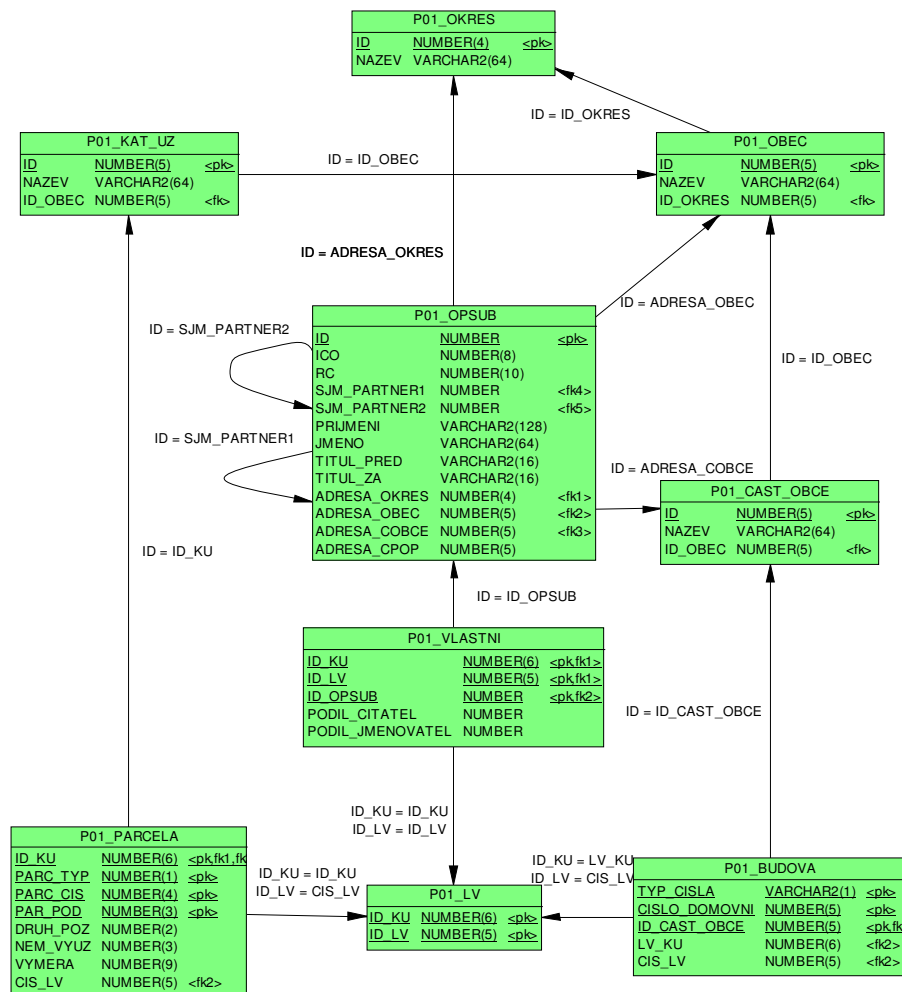 P01_OKRES
ID NUMBER(4) <pk>
NAZEV VARCHAR2(64)
ID = ID_OKRES
P01_KAT_UZ
ID NUMBER(5) <pk>
NAZEV VARCHAR2(64)
ID_OBEC NUMBER(5) <fk>
ID = ID_OBEC
P01_OBEC
ID NUMBER(5) <pk>
NAZEV VARCHAR2(64)
ID_OKRES NUMBER(5) <fk>
ID = ADRESA_OKRES
ID = ADRESA_OBEC
ID = SJM_PARTNER2
ID = SJM_PARTNER1
P01_OPSUB
ID NUMBER <pk>
ICO NUMBER(8)
RC NUMBER(10)
SJM_PARTNER1 NUMBER <fk4>
SJM_PARTNER2 NUMBER <fk5>
PRIJMENI VARCHAR2(128)
JMENO VARCHAR2(64)
TITUL_PRED VARCHAR2(16)
TITUL_ZA VARCHAR2(16)
ADRESA_OKRES NUMBER(4) <fk1>
ADRESA_OBEC NUMBER(5) <fk2>
ADRESA_COBCE NUMBER(5) <fk3>
ADRESA_CPOP NUMBER(5)
ID = ID_OBEC
ID = ADRESA_COBCE
P01_CAST_OBCE
ID NUMBER(5) <pk>
NAZEV VARCHAR2(64)
ID_OBEC NUMBER(5) <fk>
ID = ID_KU
ID = ID_OPSUB
P01_VLASTNI
ID_KU NUMBER(6) <pk,fk1>
ID_LV NUMBER(5) <pk,fk1>
ID_OPSUB NUMBER <pk,fk2>
PODIL_CITATEL NUMBER
PODIL_JMENOVATEL NUMBER
ID = ID_CAST_OBCE
ID_KU = ID_KU
ID_LV = ID_LV
P01_PARCELA
ID_KU NUMBER(6) <pk,fk1,fk
PARC_TYP NUMBER(1) <pk>
PARC_CIS NUMBER(4) <pk>
PAR_POD NUMBER(3) <pk>
DRUH_POZ NUMBER(2)
NEM_VYUZ NUMBER(3)
VYMERA NUMBER(9)
CIS_LV NUMBER(5) <fk2>
ID_KU = ID_KU
ID_LV = CIS_LV
P01_LV
ID_KU NUMBER(6) <pk>
ID_LV NUMBER(5) <pk>
ID_KU = LV_KU
ID_LV = CIS_LV
P01_BUDOVA
TYP_CISLA VARCHAR2(1) <pk>
CISLO_DOMOVNI NUMBER(5) <pk>
ID_CAST_OBCE NUMBER(5) <pk,fk
LV_KU NUMBER(6) <fk2>
CIS_LV NUMBER(5) <fk2>